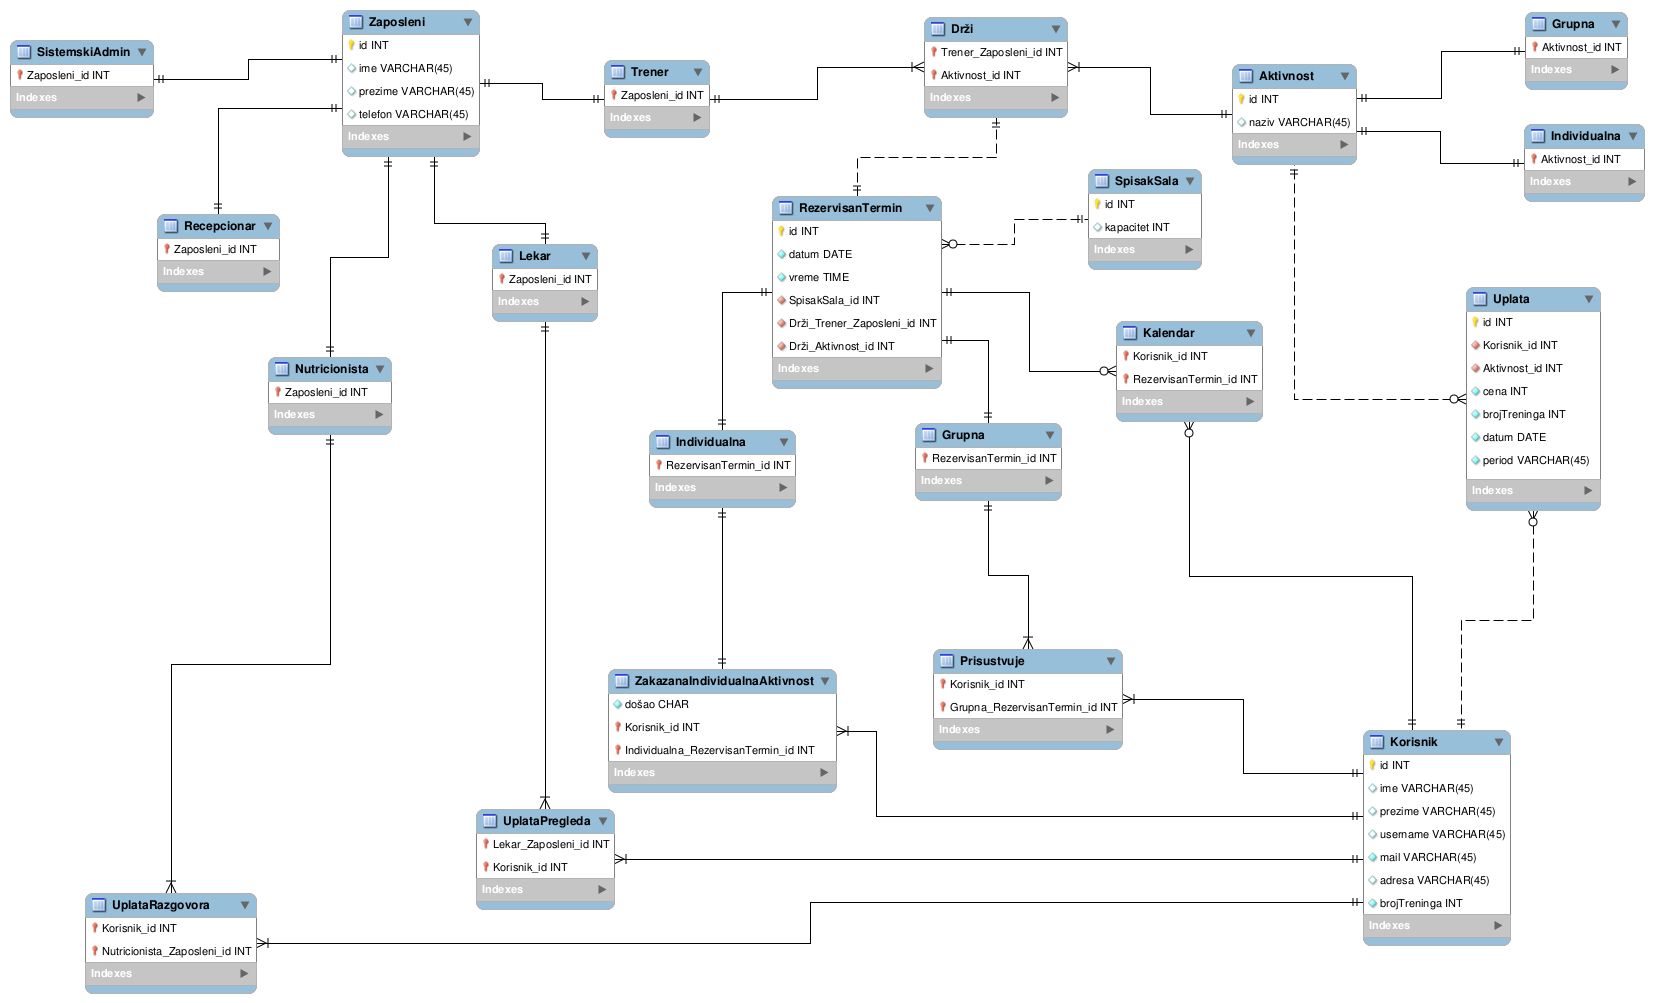 SistemskiAdmin
Zaposleni_id INT
Indexes
Zaposleni
id INT
ime VARCHAR(45)
prezime VARCHAR(45)
telefon VARCHAR(45)
Indexes
Trener
Zaposleni_id INT
Indexes
Drži
Trener_Zaposleni_id INT
Aktivnost_id INT
Indexes
Aktivnost
id INT
naziv VARCHAR(45)
Indexes
Grupna
Aktivnost_id INT
Indexes
Individualna
Aktivnost_id INT
Indexes
Recepcionar
Zaposleni_id INT
Indexes
Lekar
Zaposleni_id INT
Indexes
RezervisanTermin
id INT
datum DATE
vreme TIME
SpisakSala_id INT
Drži_Trener_Zaposleni_id INT
Drži_Aktivnost_id INT
Indexes
SpisakSala
id INT
kapacitet INT
Indexes
Kalendar
Korisnik_id INT
RezervisanTermin_id INT
Indexes
Uplata
id INT
Korisnik_id INT
Aktivnost_id INT
cena INT
brojTreninga INT
datum DATE
period VARCHAR(45)
Indexes
Nutricionista
Zaposleni_id INT
Indexes
Individualna
RezervisanTermin_id INT
Indexes
Grupna
RezervisanTermin_id INT
Indexes
ZakazanaIndividualnaAktivnost
došao CHAR
Korisnik_id INT
Individualna_RezervisanTermin_id INT
Indexes
Prisustvuje
Korisnik_id INT
Grupna_RezervisanTermin_id INT
Indexes
Korisnik
id INT
ime VARCHAR(45)
prezime VARCHAR(45)
username VARCHAR(45)
mail VARCHAR(45)
adresa VARCHAR(45)
brojTreninga INT
Indexes
UplataPregleda
Lekar_Zaposleni_id INT
Korisnik_id INT
Indexes
UplataRazgovora
Korisnik_id INT
Nutricionista_Zaposleni_id INT
Indexes